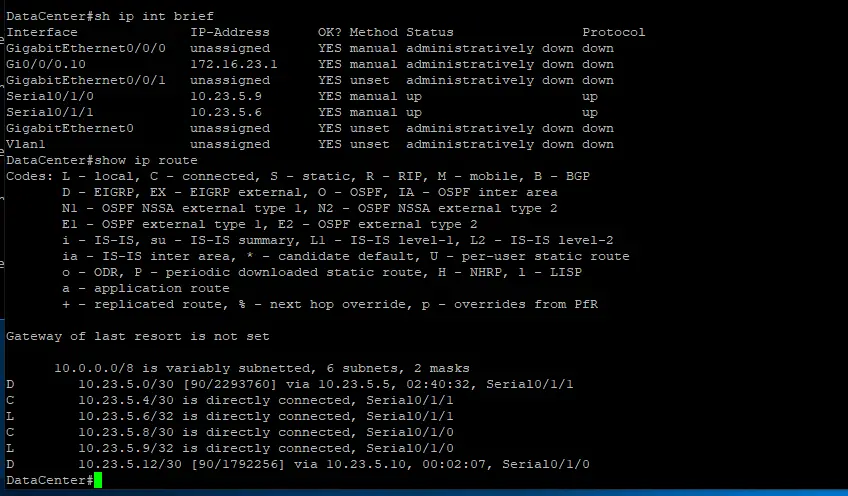 DataCenter#sh ip int brief
Interface              IP-Address      OK? Method Status                Protocol
GigabitEthernet0/0/0   unassigned      YES manual administratively down down
Gi0/0/0.10             172.16.23.1     YES manual administratively down down
GigabitEthernet0/0/1   unassigned      YES unset  administratively down down
Serial0/1/0            10.23.5.9       YES manual up                    up
Serial0/1/1            10.23.5.6       YES manual up                    up
GigabitEthernet0       unassigned      YES unset  administratively down down
Vlan1                  unassigned      YES unset  administratively down down
DataCenter#show ip route
Codes: L - local, C - connected, S - static, R - RIP, M - mobile, B - BGP
       D - EIGRP, EX - EIGRP external, O - OSPF, IA - OSPF inter area
       N1 - OSPF NSSA external type 1, N2 - OSPF NSSA external type 2
       E1 - OSPF external type 1, E2 - OSPF external type 2
       i - IS-IS, su - IS-IS summary, L1 - IS-IS level-1, L2 - IS-IS level-2
       ia - IS-IS inter area, * - candidate default, U - per-user static route
       o - ODR, P - periodic downloaded static route, H - NHRP, l - LISP
       a - application route
       + - replicated route, % - next hop override, p - overrides from PfR
Gateway of last resort is not set
      10.0.0.0/8 is variably subnetted, 6 subnets, 2 masks
D        10.23.5.0/30 [90/2293760] via 10.23.5.5, 02:40:32, Serial0/1/1
C        10.23.5.4/30 is directly connected, Serial0/1/1
L        10.23.5.6/32 is directly connected, Serial0/1/1
C        10.23.5.8/30 is directly connected, Serial0/1/0
L        10.23.5.9/32 is directly connected, Serial0/1/0
D        10.23.5.12/30 [90/1792256] via 10.23.5.10, 00:02:07, Serial0/1/0
DataCenter#